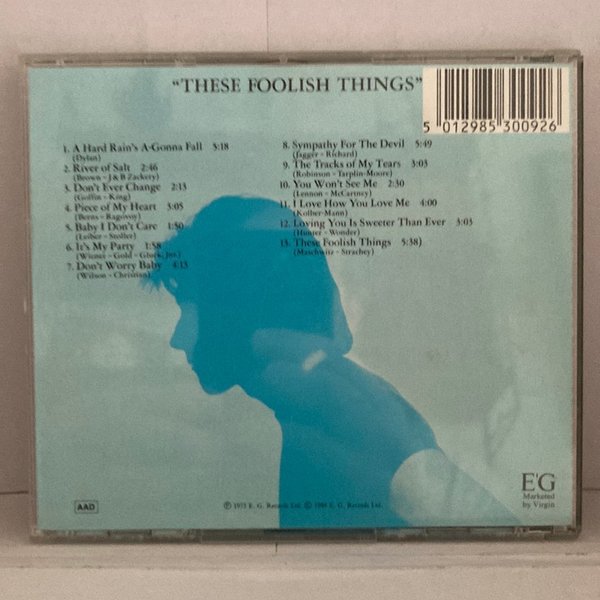 "THESE FOOLISH THINGS"
5 012985 300926
1. A Hard Rain's A-Gonna Fall 5:18
(Dylan)
2. River of Salt 2:46
(Brown - J & B Zackery)
3. Don't Ever Change 2:13
(Goffin - King)
4. Piece of My Heart 3:05
(Berns - Ragovoy)
5. Baby I Don't Care 1:50
(Leiber - Stoller)
6. It's My Party 1:58
(Wiener - Gold - Gluck, Jnr.)
7. Don't Worry Baby 4:13
(Wilson - Christian)
8. Sympathy For The Devil 5:49
(Jagger - Richard)
9. The Tracks of My Tears 3:03
(Robinson - Tarplin-Moore)
10. You Won't See Me 2:30
(Lennon - McCartney)
11. I Love How You Love Me 4:00
(Kolber-Mann)
12. Loving You Is Sweeter Than Ever 3:03
(Hunter - Wonder)
13. These Foolish Things 5:38)
(Maschwitz - Strachey)
AAD
℗ 1973 E. G. Records Ltd. © E. G. Records Ltd.
E'G
Marketed
by Virgin